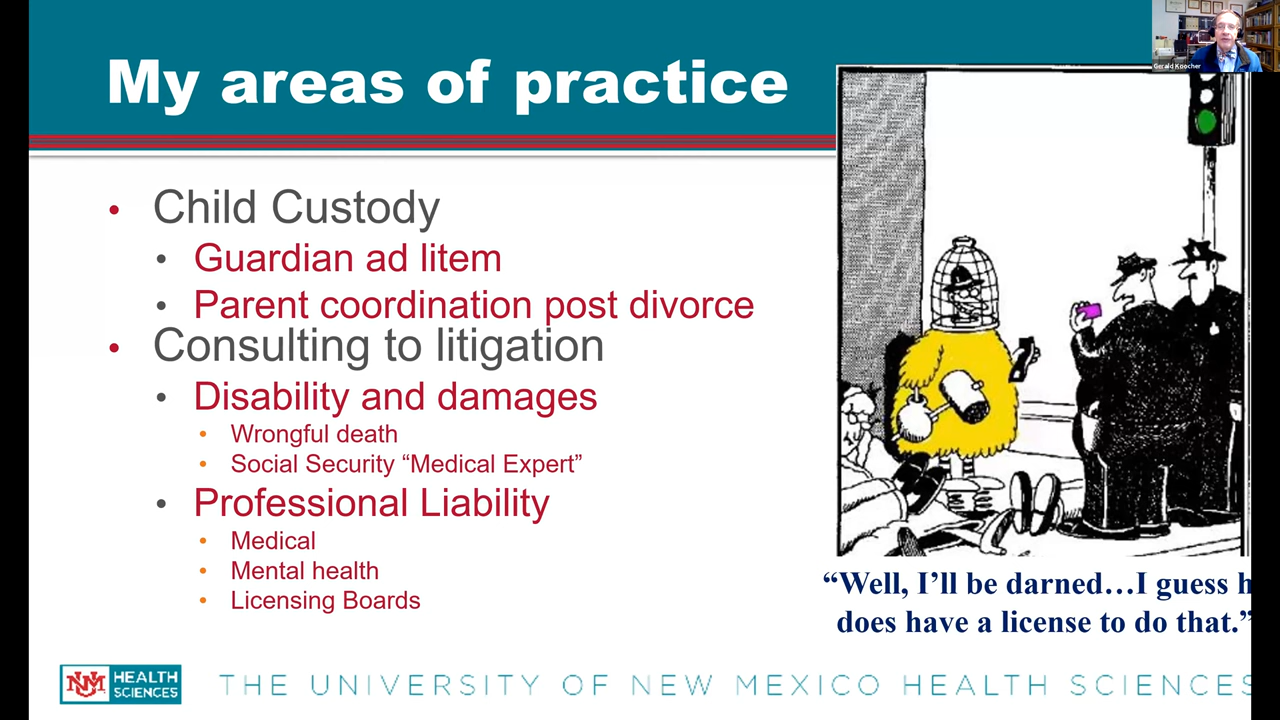 Gerald Koocher
My areas of practice
Child Custody
Guardian ad litem
Parent coordination post divorce
Consulting to litigation
Disability and damages
Wrongful death
Social Security “Medical Expert”
Professional Liability
Medical
Mental health
Licensing Boards
“Well, I’ll be darned…I guess h
does have a license to do that.”
UNM HEALTH
SCIENCES
THE UNIVERSITY OF NEW MEXICO HEALTH SCIENCES